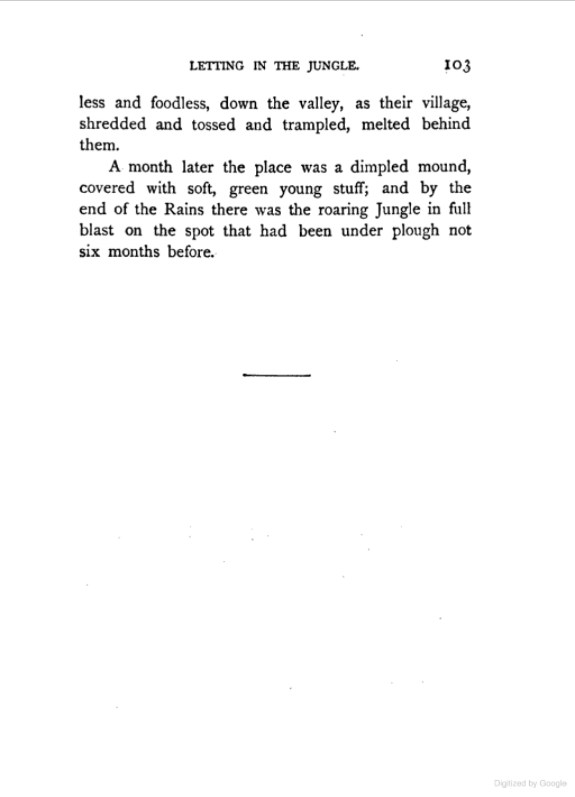 LETTING IN THE JUNGLE. 103
less and foodless, down the valley, as their village,
shredded and tossed and trampled, melted behind
them.
A month later the place was a dimpled mound,
covered with soft, green young stuff; and by the
end of the Rains there was the roaring Jungle in full
blast on the spot that had been under plough not
six months before.
Digitized by Google